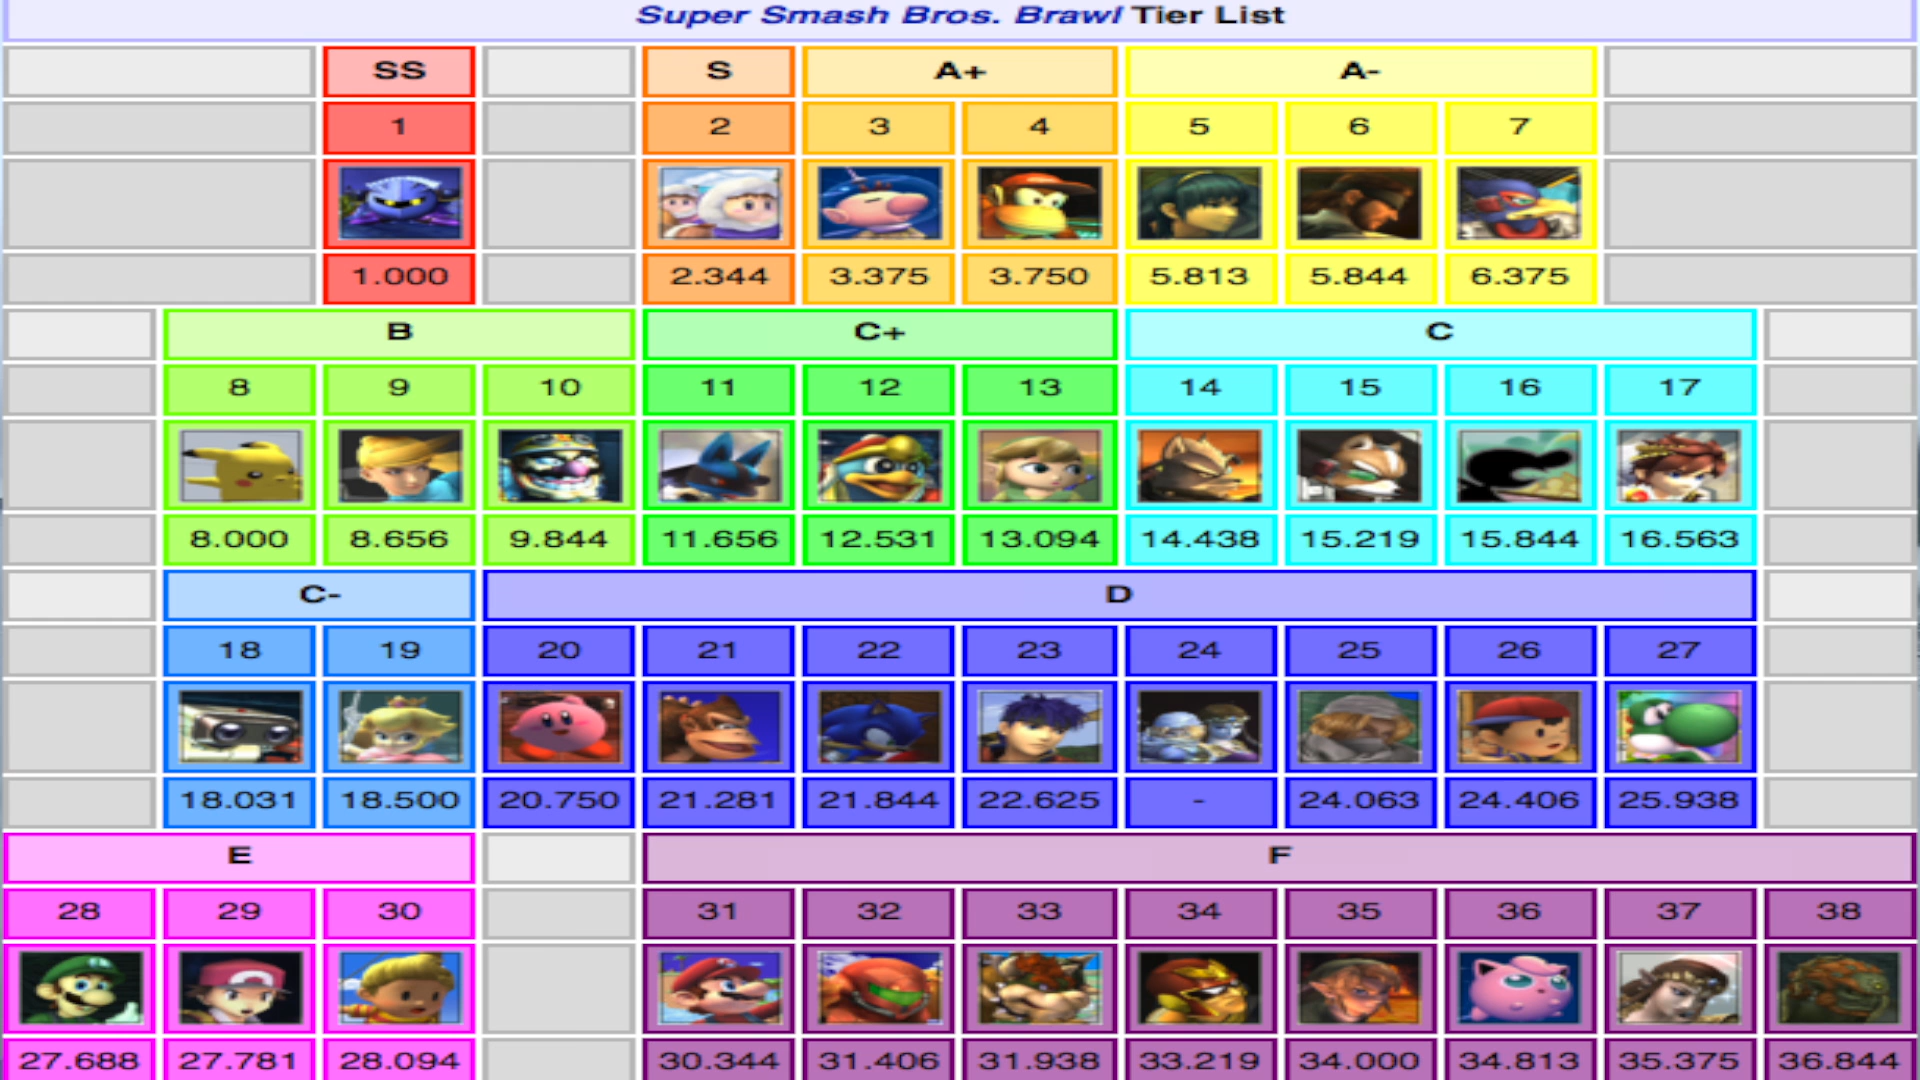 Super Smash Bros. Brawl Tier List
SS S A+ A-
1 2 3 4 5 6 7
1.000 2.344 3.375 3.750 5.813 5.844 6.375
B C+ C
8 9 10 11 12 13 14 15 16 17
8.000 8.656 9.844 11.656 12.531 13.094 14.438 15.219 15.844 16.563
C- D
18 19 20 21 22 23 24 25 26 27
18.031 18.500 20.750 21.281 21.844 22.625 - 24.063 24.406 25.938
E F
28 29 30 31 32 33 34 35 36 37 38
27.688 27.781 28.094 30.344 31.406 31.938 33.219 34.000 34.813 35.375 36.844